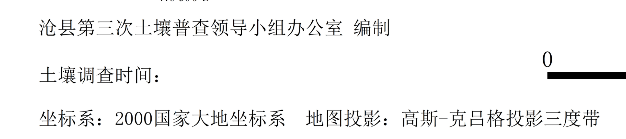 沧县第三次土壤普查领导小组办公室 编制
0
土壤调查时间：
坐标系：2000国家大地坐标系 地图投影：高斯-克吕格投影三度带